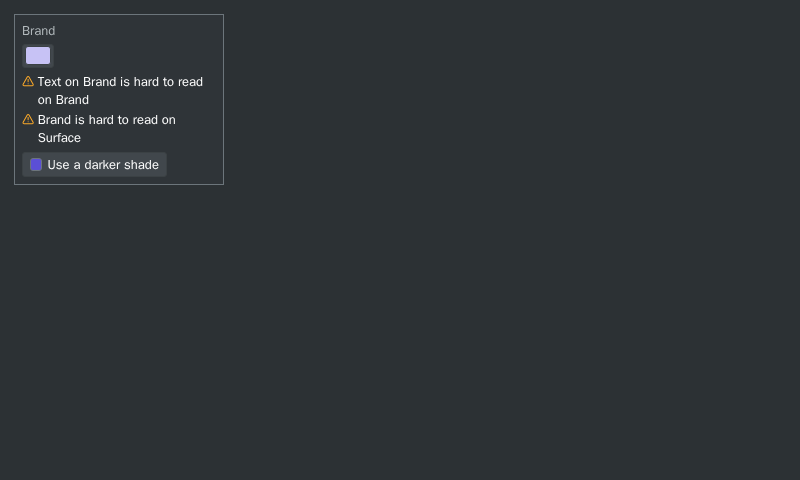 Brand
Text on Brand is hard to read
on Brand
Brand is hard to read on
Surface
Use a darker shade